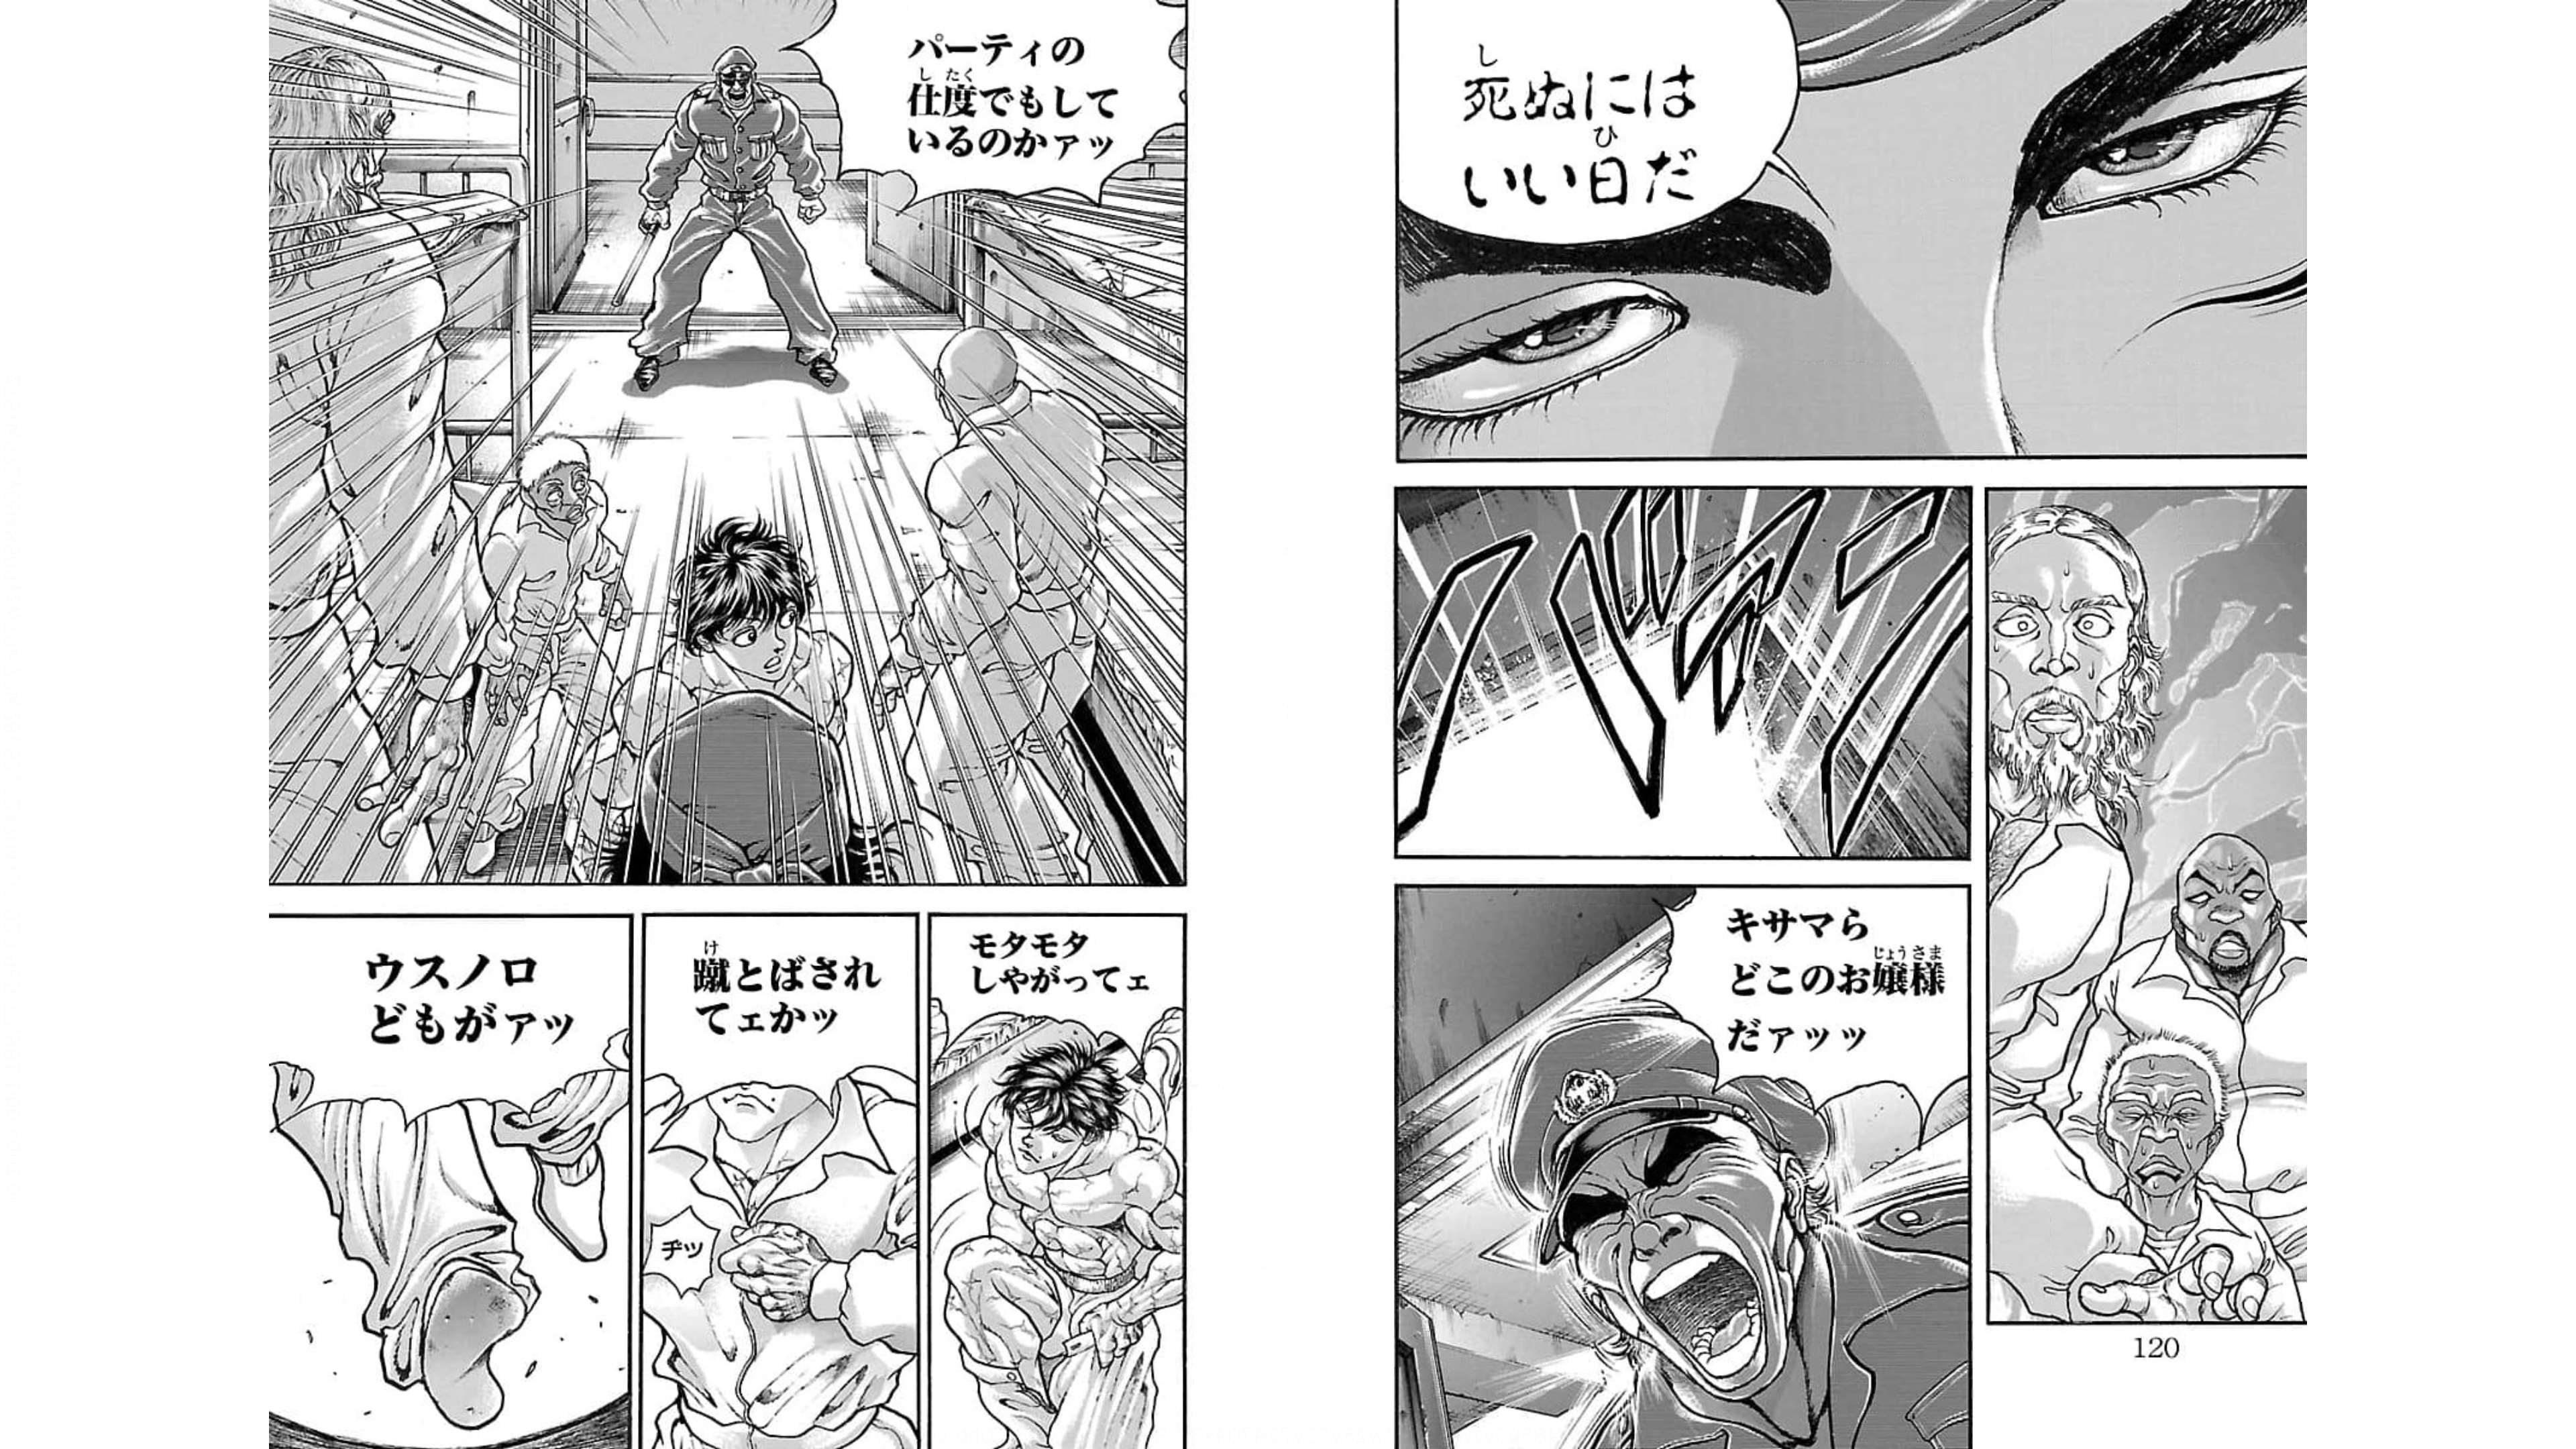 死ぬには
いい日だ
バァン
キサマら
どこのお嬢様
だァッッ
120
パーティの
仕度でもして
いるのかァッ
モタモタ
しやがってェ
蹴とばされ
てェかッ
チッ
ウスノロ
どもがァッ